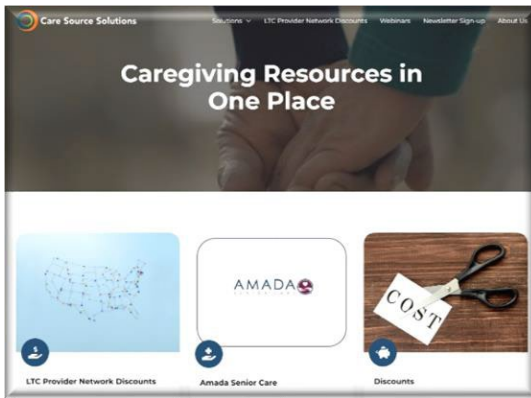 Care Source Solutions
Solutions
LTC Provider Network Discounts
Webinars
Newsletter Sign-up
About Us
Caregiving Resources in
One Place
AMADA
COST
LTC Provider Network Discounts
Amada Senior Care
Discounts